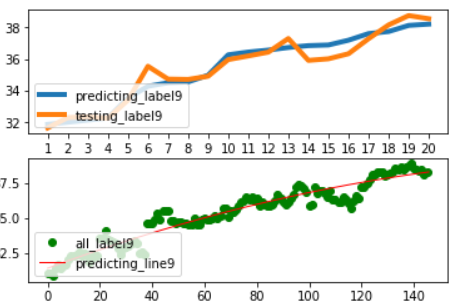 38
36
34
32
predicting_label9
testing_label9
1 2 3 4 5 6 7 8 9 10 11 12 13 14 15 16 17 18 19 20
7.5
5.0
2.5
all_label9
predicting_line9
0 20 40 60 80 100 120 140